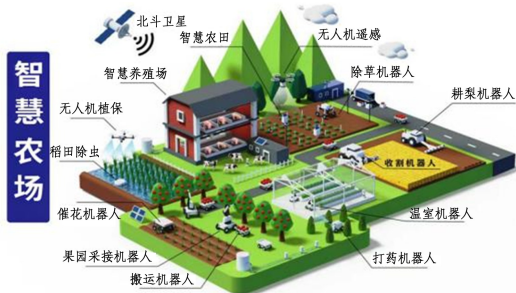 智慧农场
北斗卫星
无人机遥感
智慧农田
智慧养殖场
除草机器人
耕梨机器人
无人机植保
稻田除虫
收割机器人
催花机器人
温室机器人
果园采接机器人
打药机器人
搬运机器人